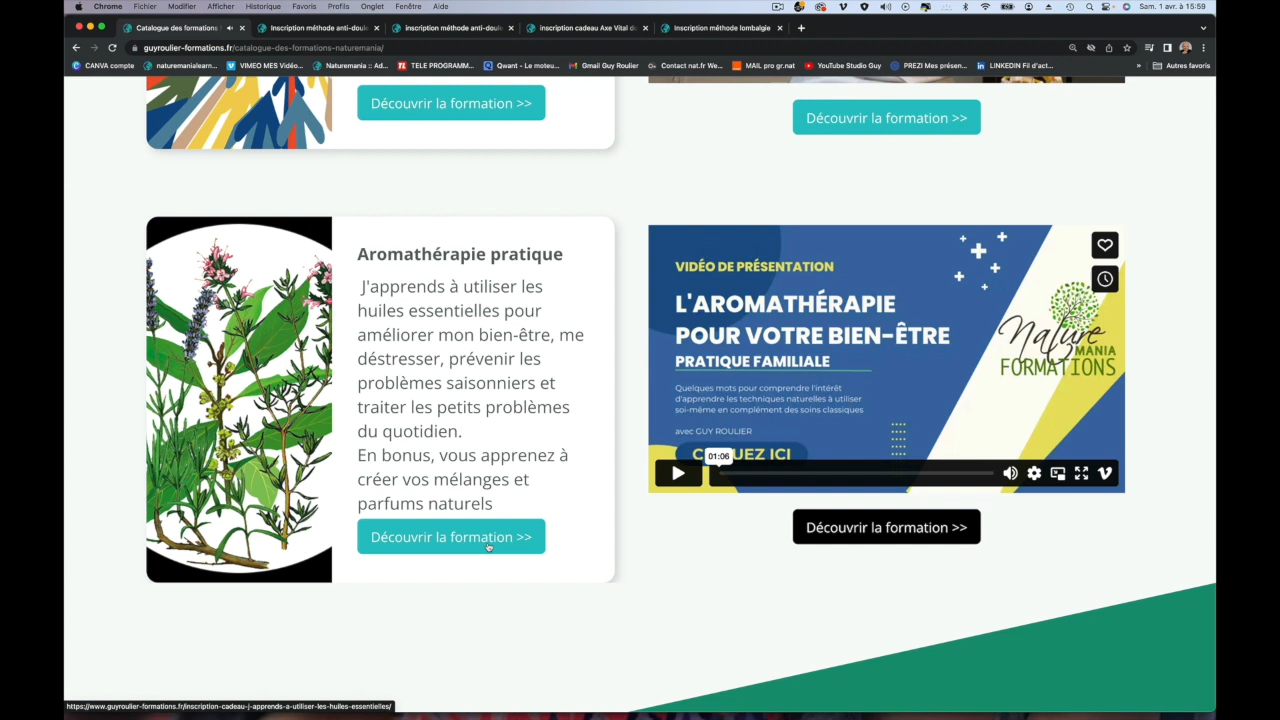 Chrome Fichier Modifier Afficher Historique Favoris Profils Onglet Fenêtre Aide Sam. 1 avr. à 15:59
Catalogue des formations Inscription méthode anti-doule inscription méthode anti-doule inscription cadeau Axe Vital do Inscription méthode lombalgie
guyroulier-formations.fr/catalogue-des-formations-naturemania/
CANVA compte naturemanialearn... VIMEO MES Vidéo... Naturemania :: Ad... TELE PROGRAMM... Qwant - Le moteu... Gmail Guy Roulier Contact nat.fr We... MAIL pro gr.nat YouTube Studio Guy PREZI Mes présen... LINKEDIN Fil d'act... » Autres favoris
Découvrir la formation >>
Découvrir la formation >>
Aromathérapie pratique
J'apprends à utiliser les
huiles essentielles pour
améliorer mon bien-être, me
déstresser, prévenir les
problèmes saisonniers et
traiter les petits problèmes
du quotidien.
En bonus, vous apprenez à
créer vos mélanges et
parfums naturels
Découvrir la formation >>
VIDÉO DE PRÉSENTATION
L'AROMATHÉRAPIE
POUR VOTRE BIEN-ÊTRE
PRATIQUE FAMILIALE
Quelques mots pour comprendre l'intérêt
d'apprendre les techniques naturelles à utiliser
soi-même en complément des soins classiques
avec GUY ROULIER
CLIQUEZ ICI
01:06
Nature
MANIA
FORMATIONS
Découvrir la formation >>
https://www.guyroulier-formations.fr/inscription-cadeau-j-apprends-a-utiliser-les-huiles-essentielles/